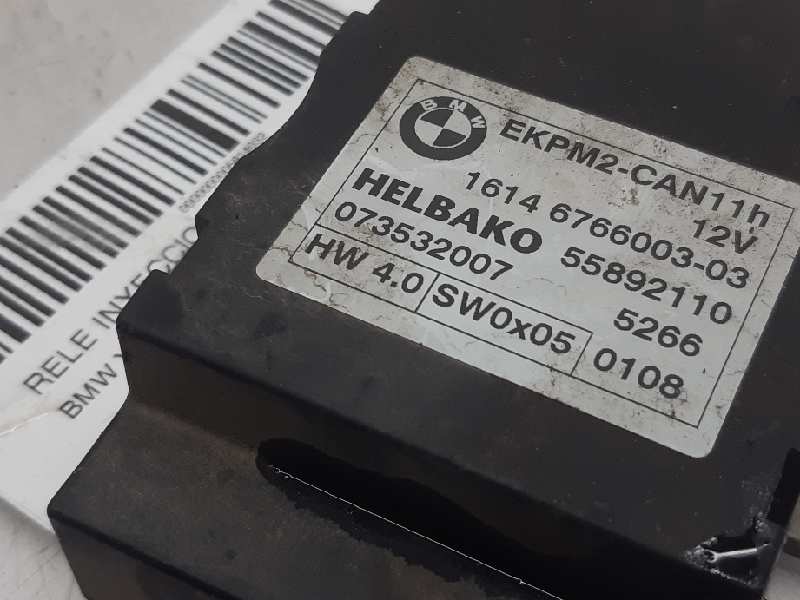 BMW
EKPM2-CAN11h
12V
1614 6766003-03
HELBAKO 55892110
073532007 5266
HW 4.0 SW0x05 0108
RELE INYECCIO
BMW